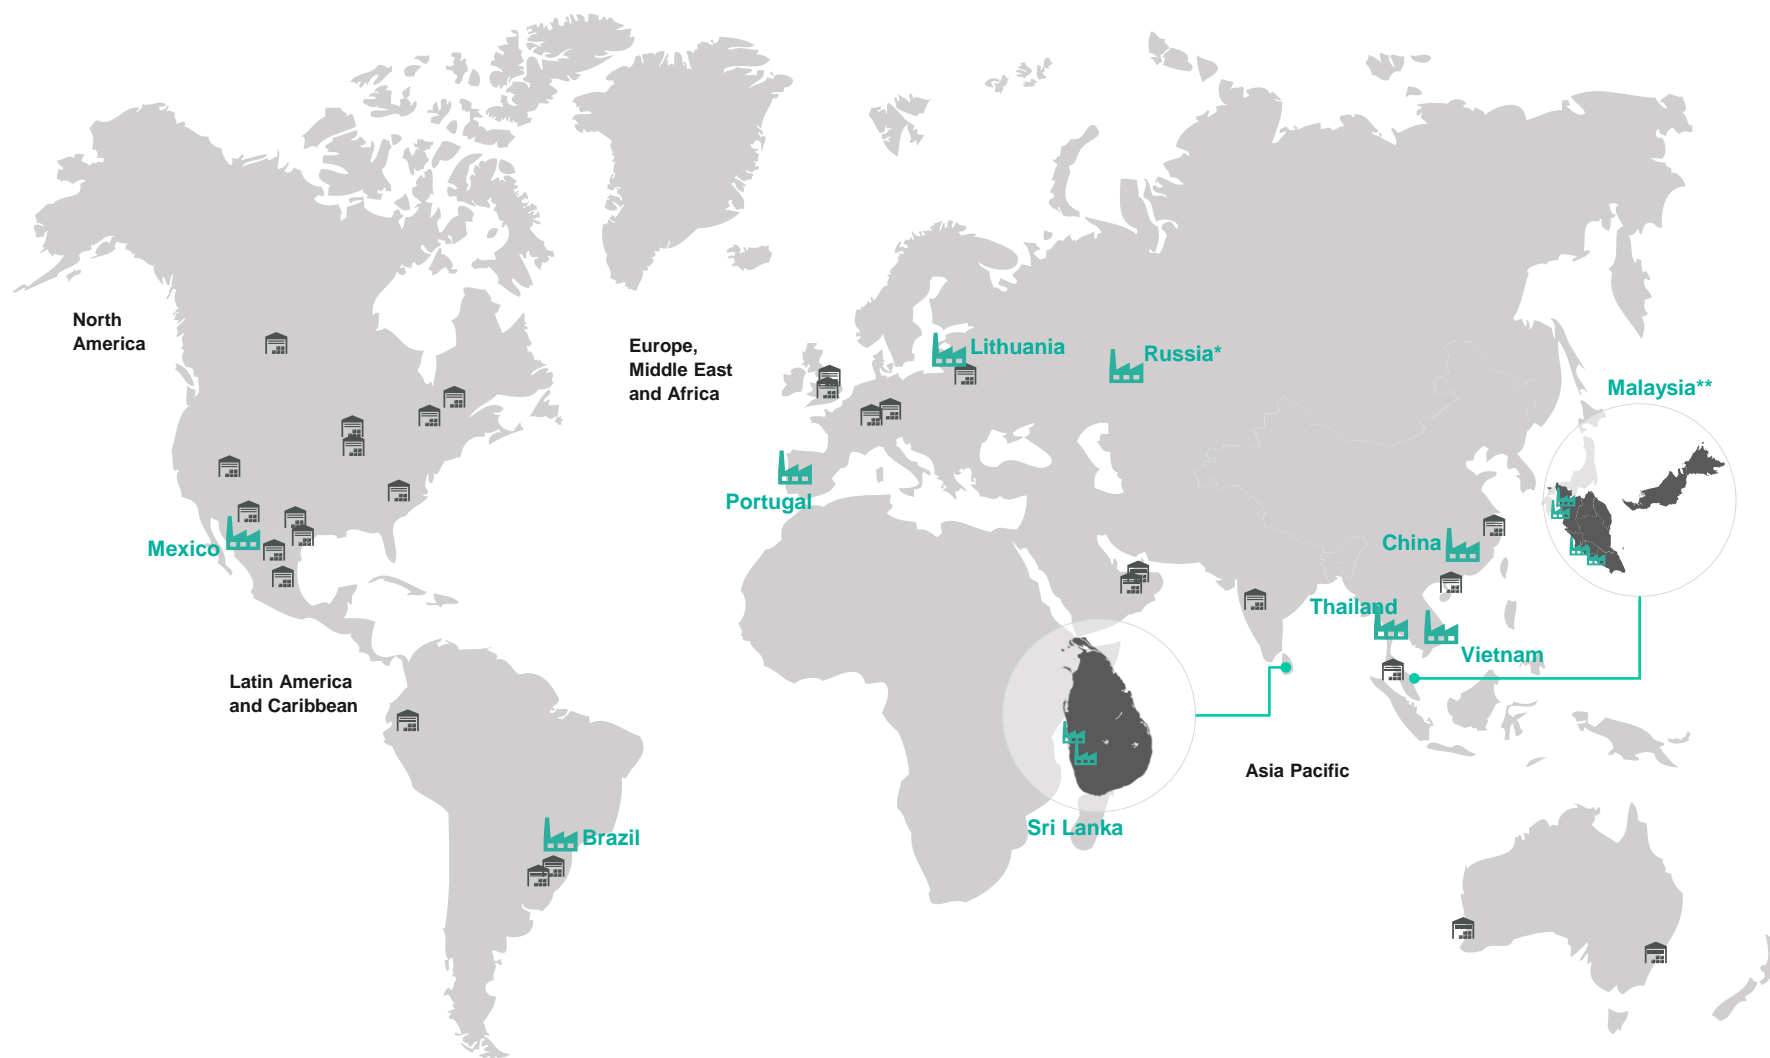 North
America
Europe,
Middle East
and Africa
Lithuania
Russia*
Malaysia**
Portugal
Mexico
China
Thailand
Vietnam
Latin America
and Caribbean
Asia Pacific
Sri Lanka
Brazil